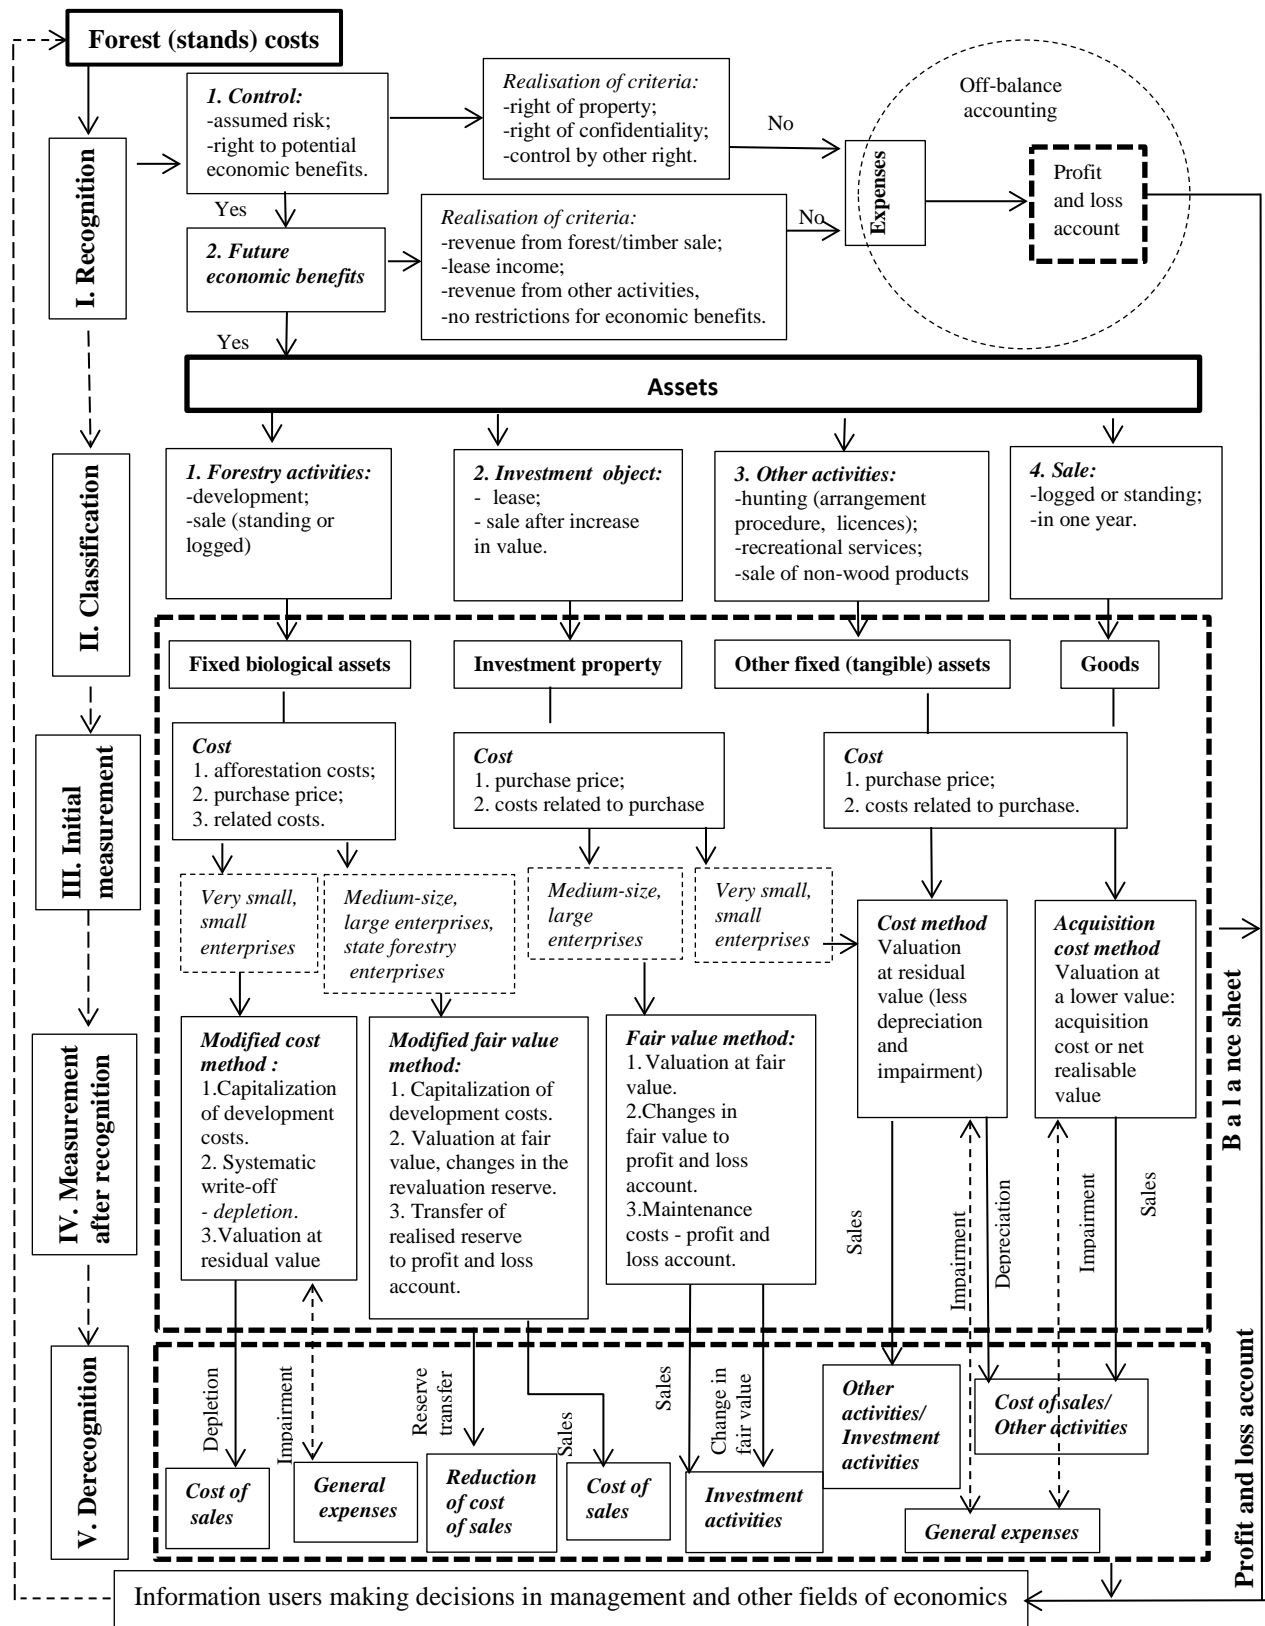 Forest (stands) costs
I. Recognition
1. Control:
-assumed risk;
-right to potential
economic benefits.
Realisation of criteria:
-right of property;
-right of confidentiality;
-control by other right.
No
Off-balance
accounting
Expenses
Profit
and loss
account
Yes
2. Future
economic benefits
Realisation of criteria:
-revenue from forest/timber sale;
-lease income;
-revenue from other activities,
-no restrictions for economic benefits.
No
Yes
Assets
II. Classification
1. Forestry activities:
-development;
-sale (standing or
logged)
2. Investment object:
- lease;
- sale after increase
in value.
3. Other activities:
-hunting (arrangement
procedure, licences);
-recreational services;
-sale of non-wood products
4. Sale:
-logged or standing;
-in one year.
Fixed biological assets
Investment property
Other fixed (tangible) assets
Goods
III. Initial
measurement
Cost
1. afforestation costs;
2. purchase price;
3. related costs.
Cost
1. purchase price;
2. costs related to purchase
Cost
1. purchase price;
2. costs related to purchase.
Very small,
small
enterprises
Medium-size,
large enterprises,
state forestry
enterprises
Medium-size,
large
enterprises
Very small,
small
enterprises
Cost method
Valuation
at residual
value (less
depreciation
and
impairment)
Acquisition
cost method
Valuation at
a lower value:
acquisition
cost or net
realisable
value
B a l a nce sheet
IV. Measurement
after recognition
Modified cost
method :
1.Capitalization
of development
costs.
2. Systematic
write-off
- depletion.
3.Valuation at
residual value
Modified fair value
method:
1. Capitalization of
development costs.
2. Valuation at fair
value, changes in the
revaluation reserve.
3. Transfer of
realised reserve
to profit and loss
account.
Fair value method:
1. Valuation at fair
value.
2.Changes in
fair value to
profit and loss
account.
3.Maintenance
costs - profit and
loss account.
Sales
Impairment
Depreciation
Impairment
Sales
V. Derecognition
Depletion
Impairment
Reserve
transfer
Sales
Sales
Change in
fair value
Other
activities/
Investment
activities
Cost of sales/
Other activities
Cost of
sales
General
expenses
Reduction
of cost
of sales
Cost of
sales
Investment
activities
General expenses
Profit and loss account
Information users making decisions in management and other fields of economics